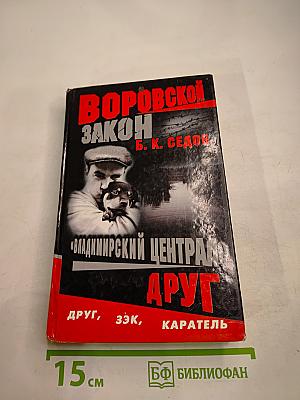 ВОРОВСКОЙ
ЗАКОН
Б. К. СЕДОВ
«ВЛАДИМИРСКИЙ ЦЕНТРАЛ»
ДРУГ
ДРУГ, ЗЭК, КАРАТЕЛЬ
15 см
БФ БИБЛИОФАН